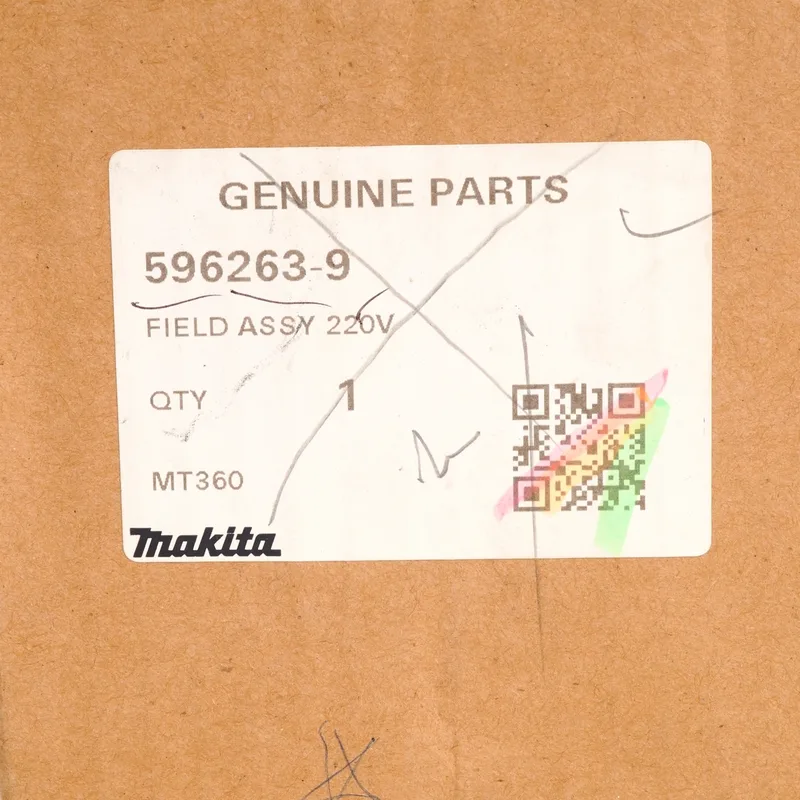 GENUINE PARTS
596263-9
FIELD ASSY 220V
QTY 1
MT360
Makita